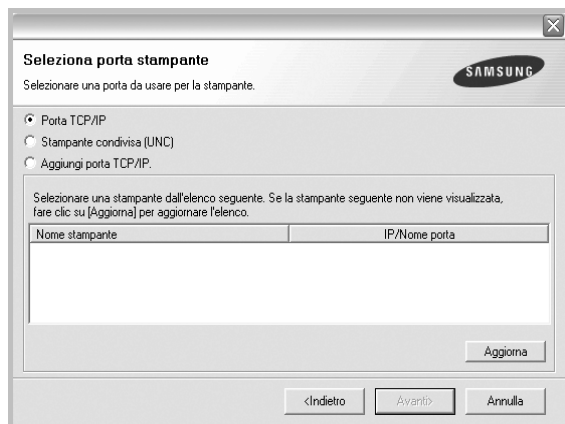 Seleziona porta stampante
Selezionare una porta da usare per la stampante.
SAMSUNG
Porta TCP/IP
Stampante condivisa (UNC)
Aggiungi porta TCP/IP.
Selezionare una stampante dall'elenco seguente. Se la stampante seguente non viene visualizzata,
fare clic su [Aggiorna] per aggiornare l'elenco.
Nome stampante IP/Nome porta
Aggiorna
<Indietro Avanti> Annulla